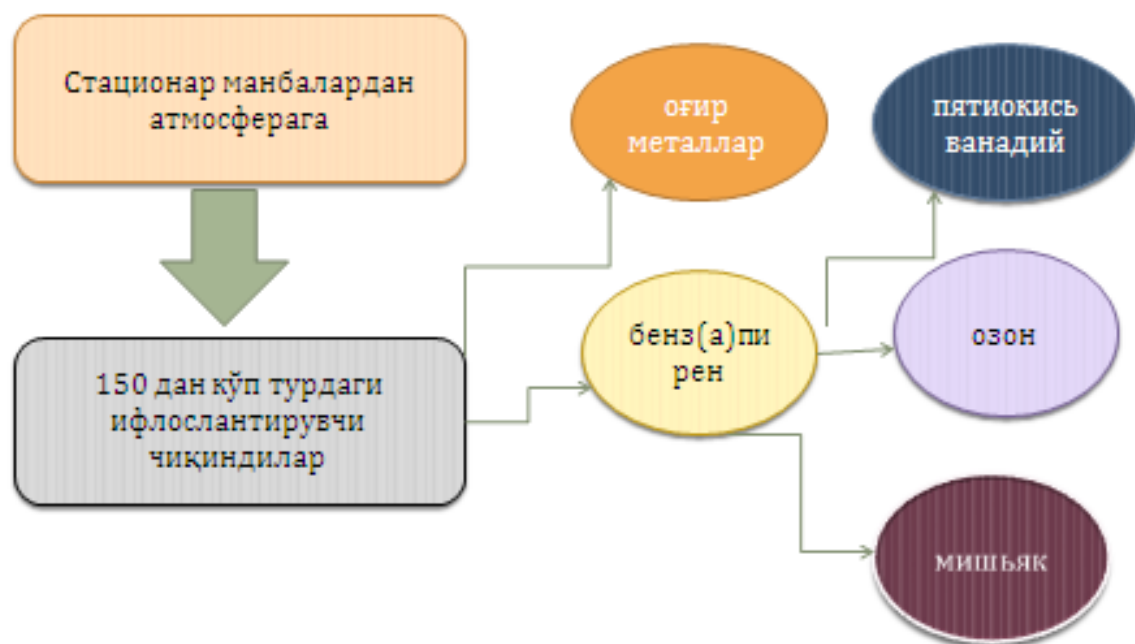 Стационар манбалардан
атмосферага
оғир
металлар
пятиокись
ванадий
150 дан кўп турдаги
ифлослантирувчи
чиқиндилар
бенз(а)пи
рен
озон
мишьяк